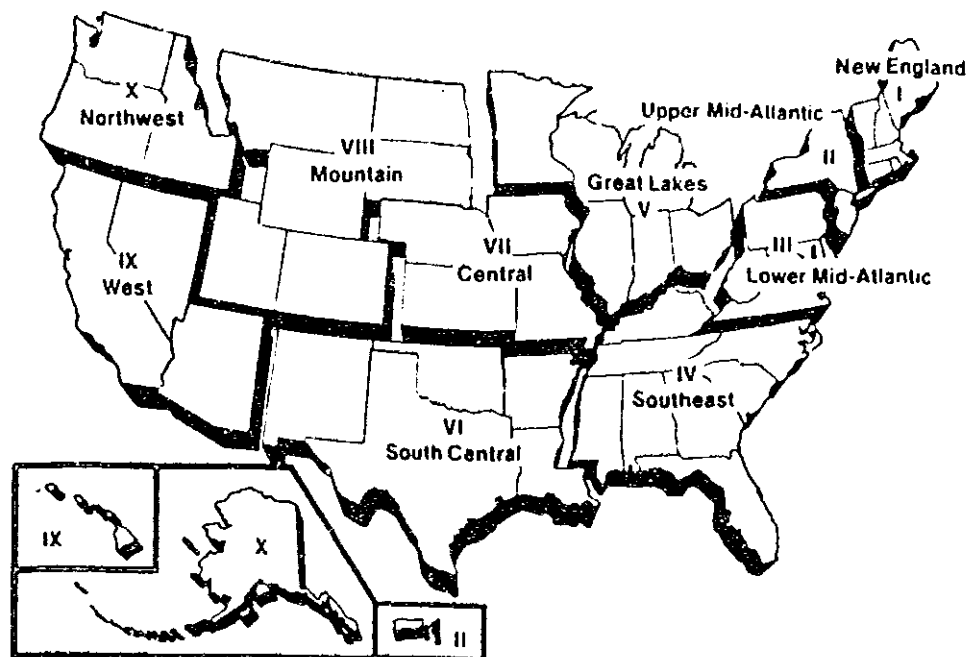 New England
I
Upper Mid-Atlantic
II
X
Northwest
VIII
Mountain
Great Lakes
V
VII
Central
III
Lower Mid-Atlantic
IX
West
IV
Southeast
VI
South Central
IX
X
II